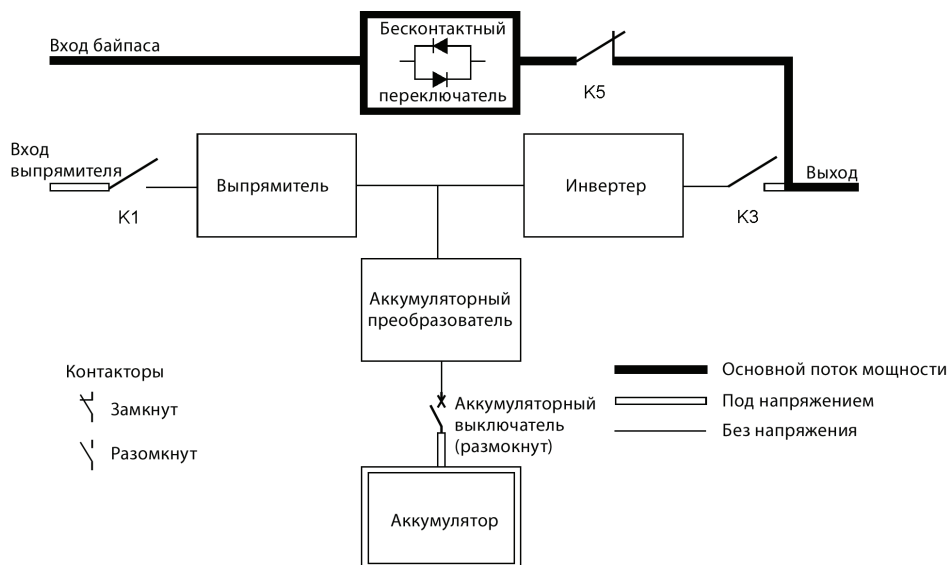 Бесконтактный
переключатель
Вход байпаса
K5
Вход
выпрямителя
K1
Выпрямитель
Инвертер
K3
Выход
Аккумуляторный
преобразователь
Контакторы
Замкнут
Разомкнут
Аккумуляторный
выключатель
(размокнут)
Аккумулятор
Основной поток мощности
Под напряжением
Без напряжения